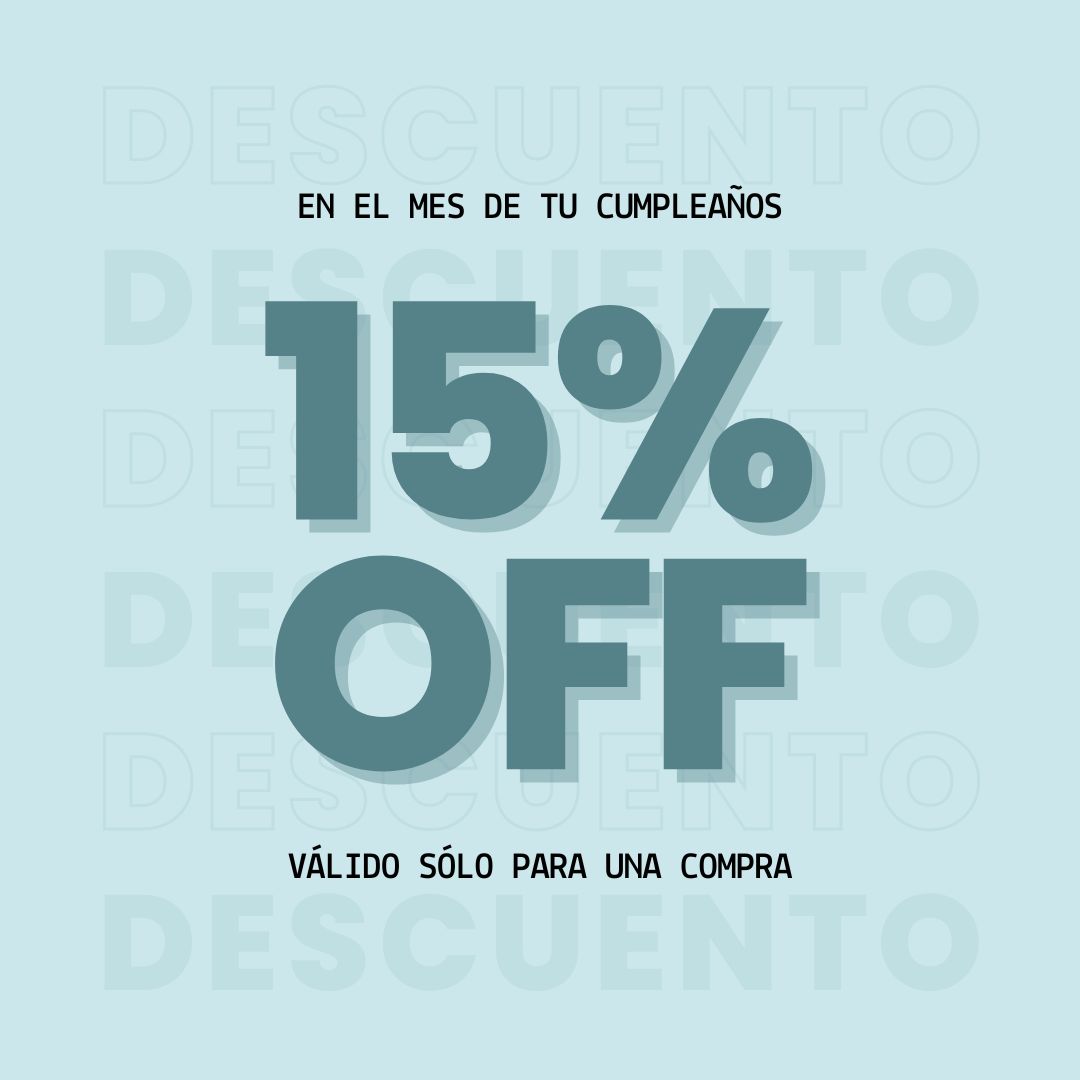 DESCUENTO
EN EL MES DE TU CUMPLEAÑOS
DESCUENTO
15%
DESCUENTO
OFF
DESCUENTO
DESCUENTO
VÁLIDO SÓLO PARA UNA COMPRA
DESCUENTO